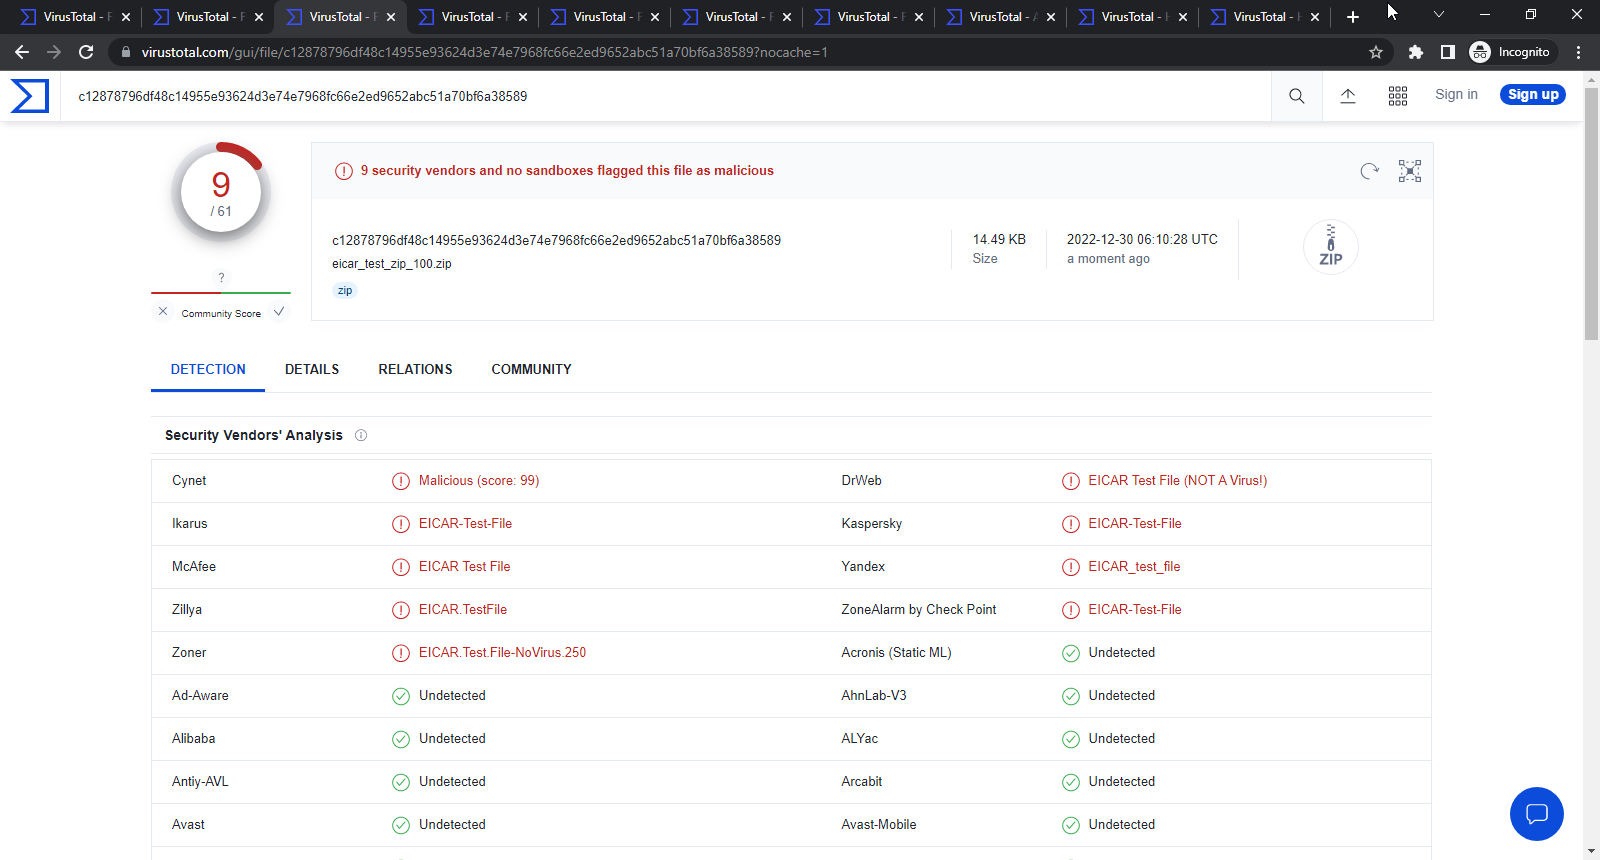 VirusTotal - F VirusTotal - F VirusTotal - F VirusTotal - F VirusTotal - F VirusTotal - F VirusTotal - F VirusTotal - A VirusTotal - H VirusTotal - H
virustotal.com/gui/file/c12878796df48c14955e93624d3e74e7968fc66e2ed9652abc51a70bf6a38589?nocache=1 Incognito
c12878796df48c14955e93624d3e74e7968fc66e2ed9652abc51a70bf6a38589 Sign in Sign up
9
/ 61
?
Community Score
9 security vendors and no sandboxes flagged this file as malicious
c12878796df48c14955e93624d3e74e7968fc66e2ed9652abc51a70bf6a38589
eicar_test_zip_100.zip
zip
14.49 KB
Size
2022-12-30 06:10:28 UTC
a moment ago
ZIP
DETECTION DETAILS RELATIONS COMMUNITY
Security Vendors' Analysis
Cynet Malicious (score: 99) DrWeb EICAR Test File (NOT A Virus!)
Ikarus EICAR-Test-File Kaspersky EICAR-Test-File
McAfee EICAR Test File Yandex EICAR_test_file
Zillya EICAR.TestFile ZoneAlarm by Check Point EICAR-Test-File
Zoner EICAR.Test.File-NoVirus.250 Acronis (Static ML) Undetected
Ad-Aware Undetected AhnLab-V3 Undetected
Alibaba Undetected ALYac Undetected
Antiy-AVL Undetected Arcabit Undetected
Avast Undetected Avast-Mobile Undetected